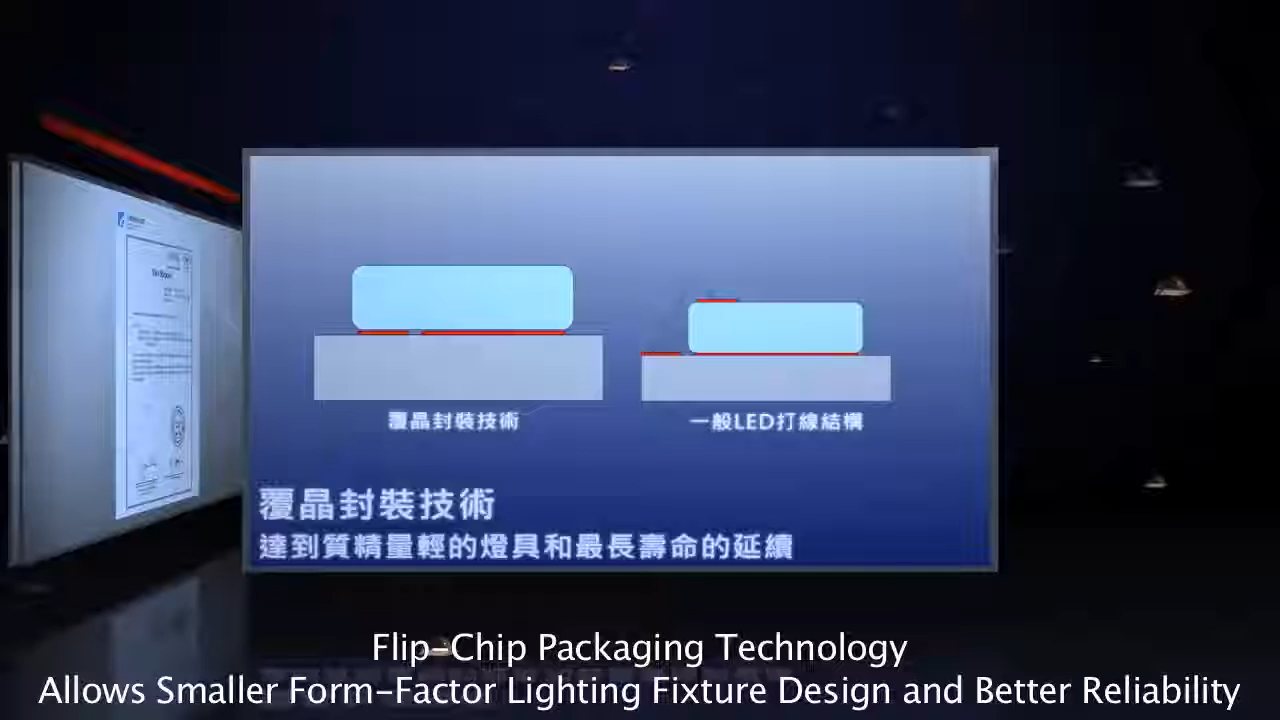 覆晶封裝技術
一般LED打線結構
覆晶封裝技術
達到質精量輕的燈具和最長壽命的延續
Flip-Chip Packaging Technology
Allows Smaller Form-Factor Lighting Fixture Design and Better Reliability